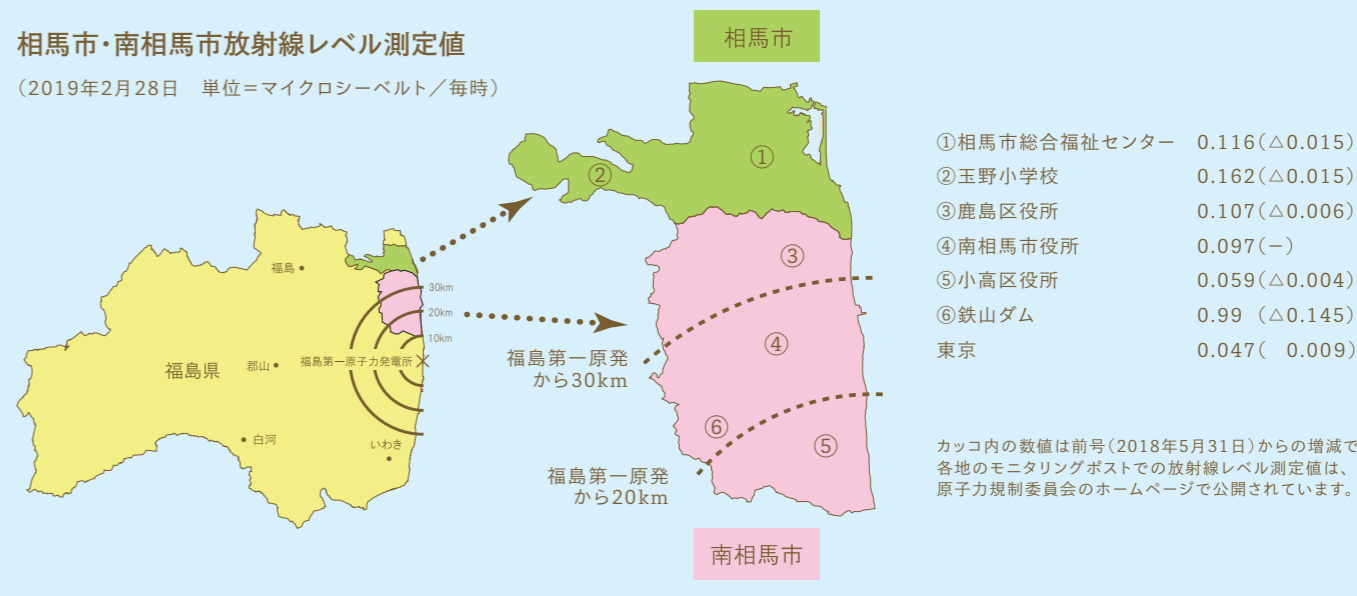 相馬市・南相馬市放射線レベル測定値
（2019年2月28日　単位＝マイクロシーベルト／毎時）
相馬市
①
②
③
④
⑤
⑥
南相馬市
福島第一原発
から30km
福島第一原発
から20km
福島
30km
20km
10km
福島第一原子力発電所
福島県
郡山
白河
いわき
①相馬市総合福祉センター　0.116（△0.015）
②玉野小学校　0.162（△0.015）
③鹿島区役所　0.107（△0.006）
④南相馬市役所　0.097（−）
⑤小高区役所　0.059（△0.004）
⑥鉄山ダム　0.99　（△0.145）
東京　0.047（　0.009）
カッコ内の数値は前号（2018年5月31日）からの増減で
各地のモニタリングポストでの放射線レベル測定値は、
原子力規制委員会のホームページで公開されています。